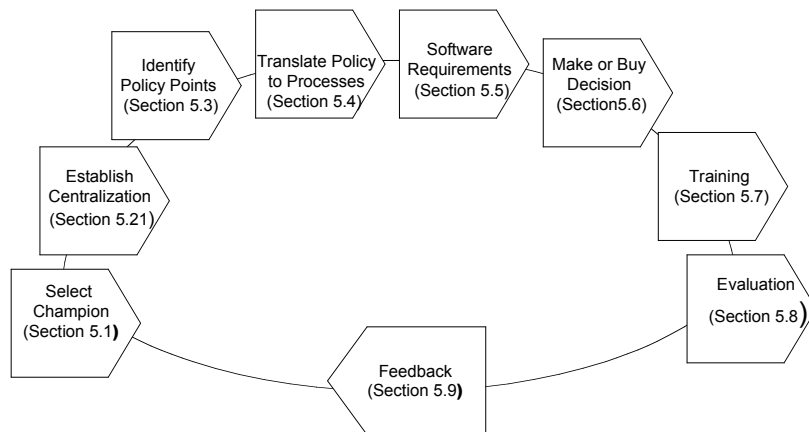 Select
Champion
(Section 5.1)
Establish
Centralization
(Section 5.21)
Identify
Policy Points
(Section 5.3)
Translate Policy
to Processes
(Section 5.4)
Software
Requirements
(Section 5.5)
Make or Buy
Decision
(Section5.6)
Training
(Section 5.7)
Evaluation
(Section 5.8)
Feedback
(Section 5.9)